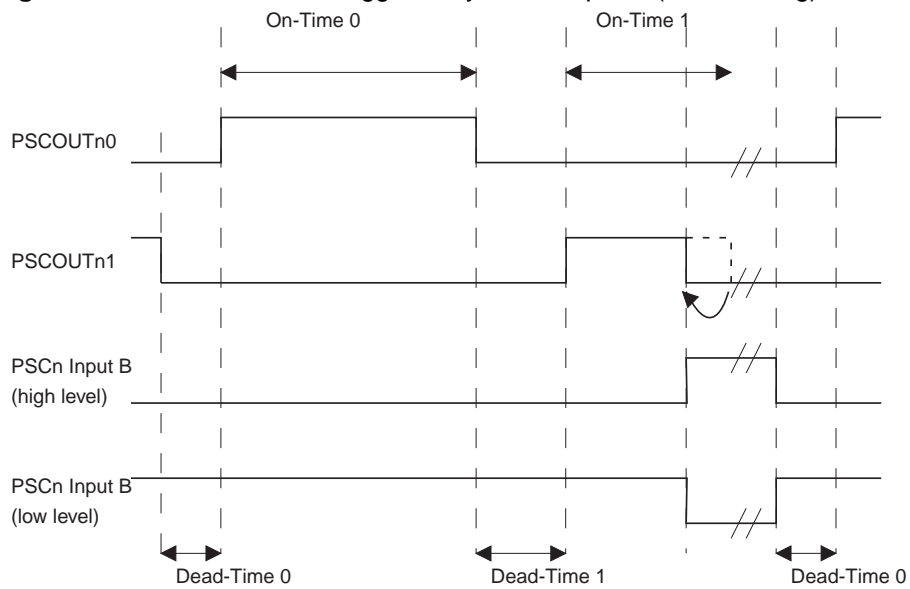 On-Time 0
On-Time 1
PSCOUTn0
PSCOUTn1
PSCn Input B
(high level)
PSCn Input B
(low level)
Dead-Time 0
Dead-Time 1
Dead-Time 0